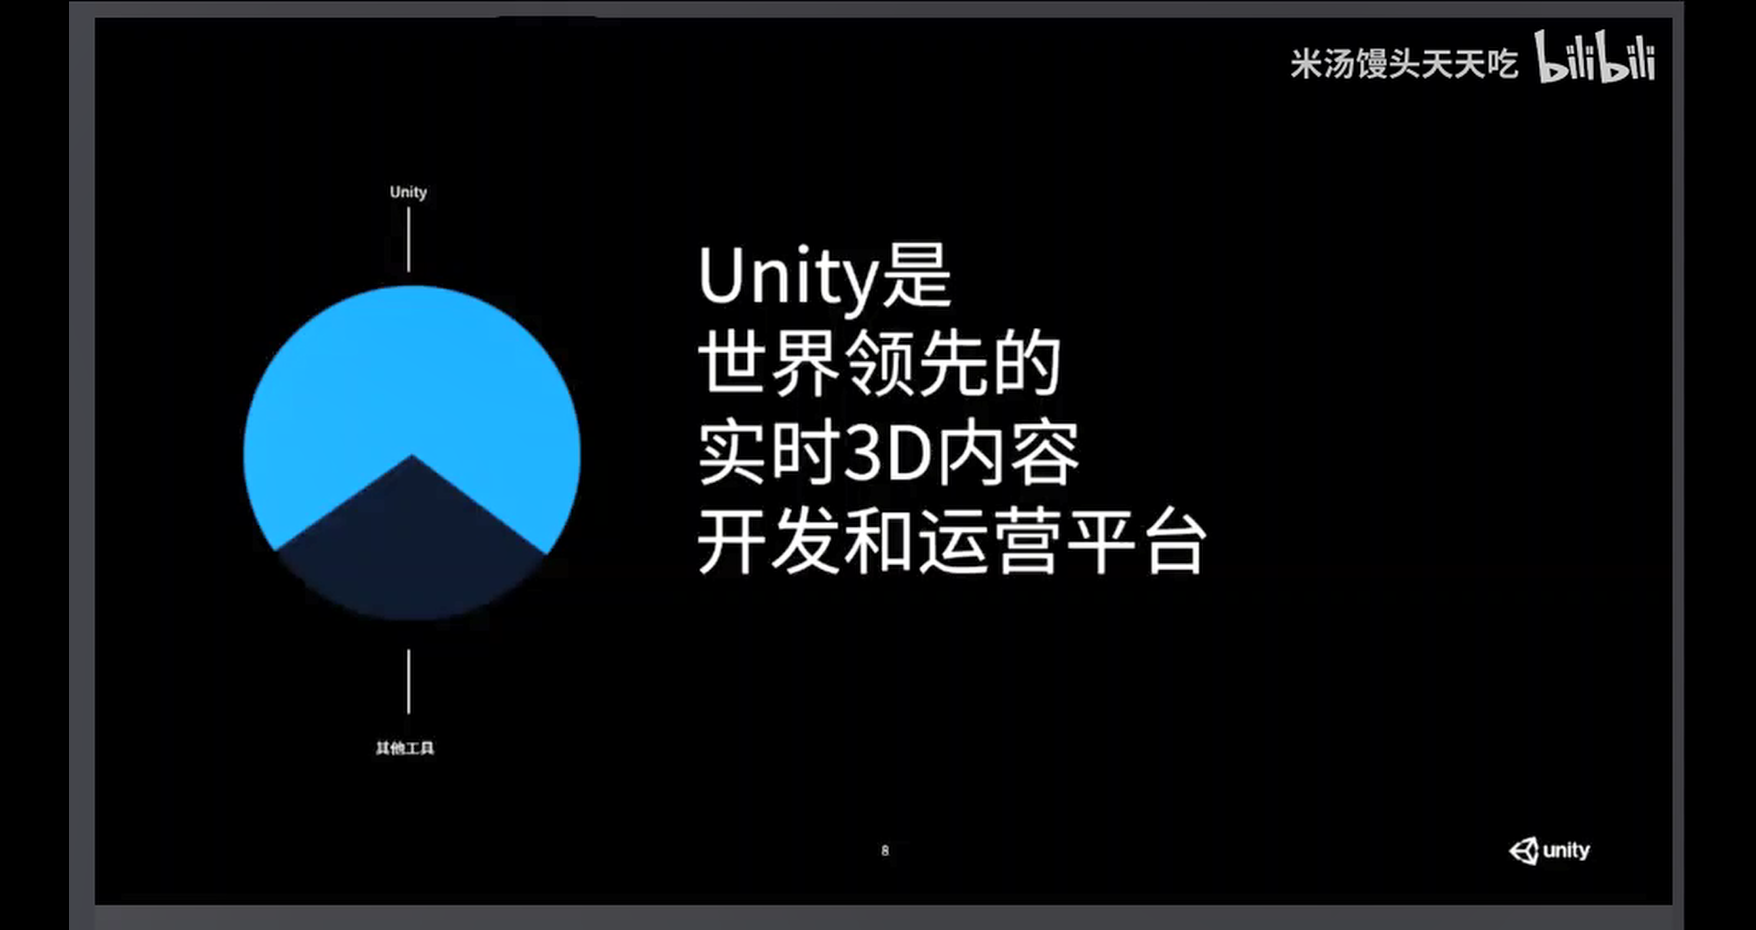 米汤馒头天天吃 bilibili
Unity
Unity是
世界领先的
实时3D内容
开发和运营平台
其他工具
8
unity